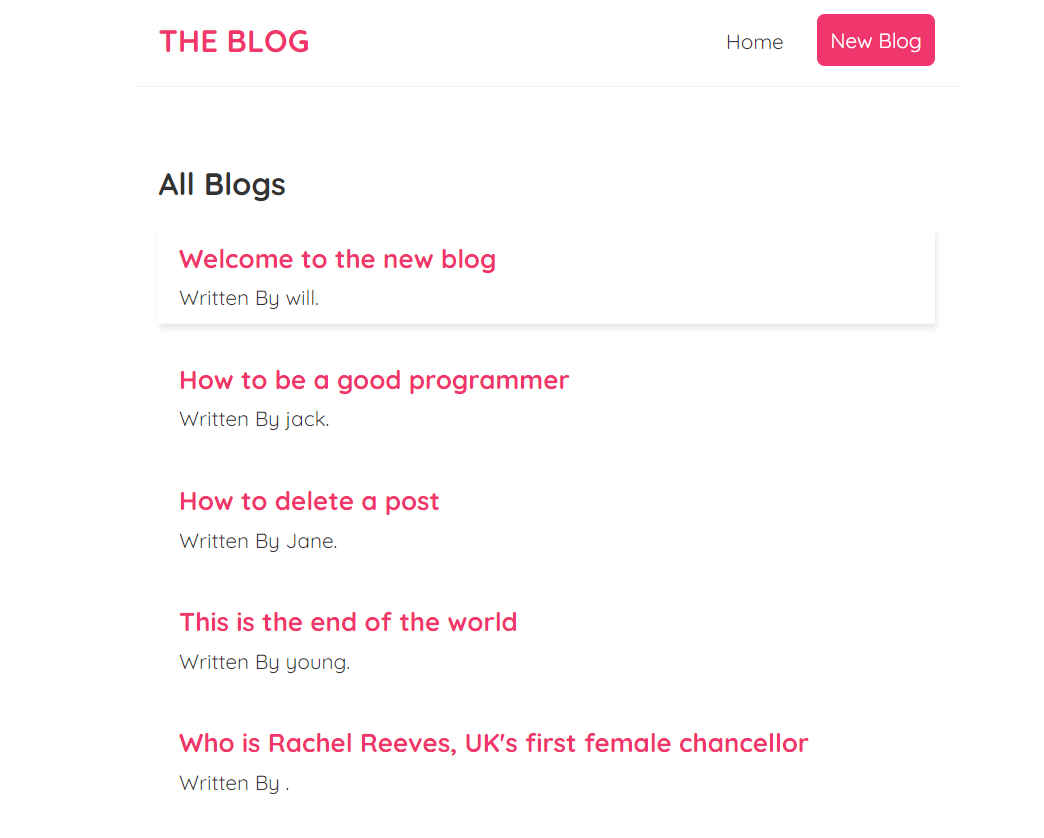 THE BLOG
Home
New Blog
All Blogs
Welcome to the new blog
Written By will.
How to be a good programmer
Written By jack.
How to delete a post
Written By Jane.
This is the end of the world
Written By young.
Who is Rachel Reeves, UK's first female chancellor
Written By .